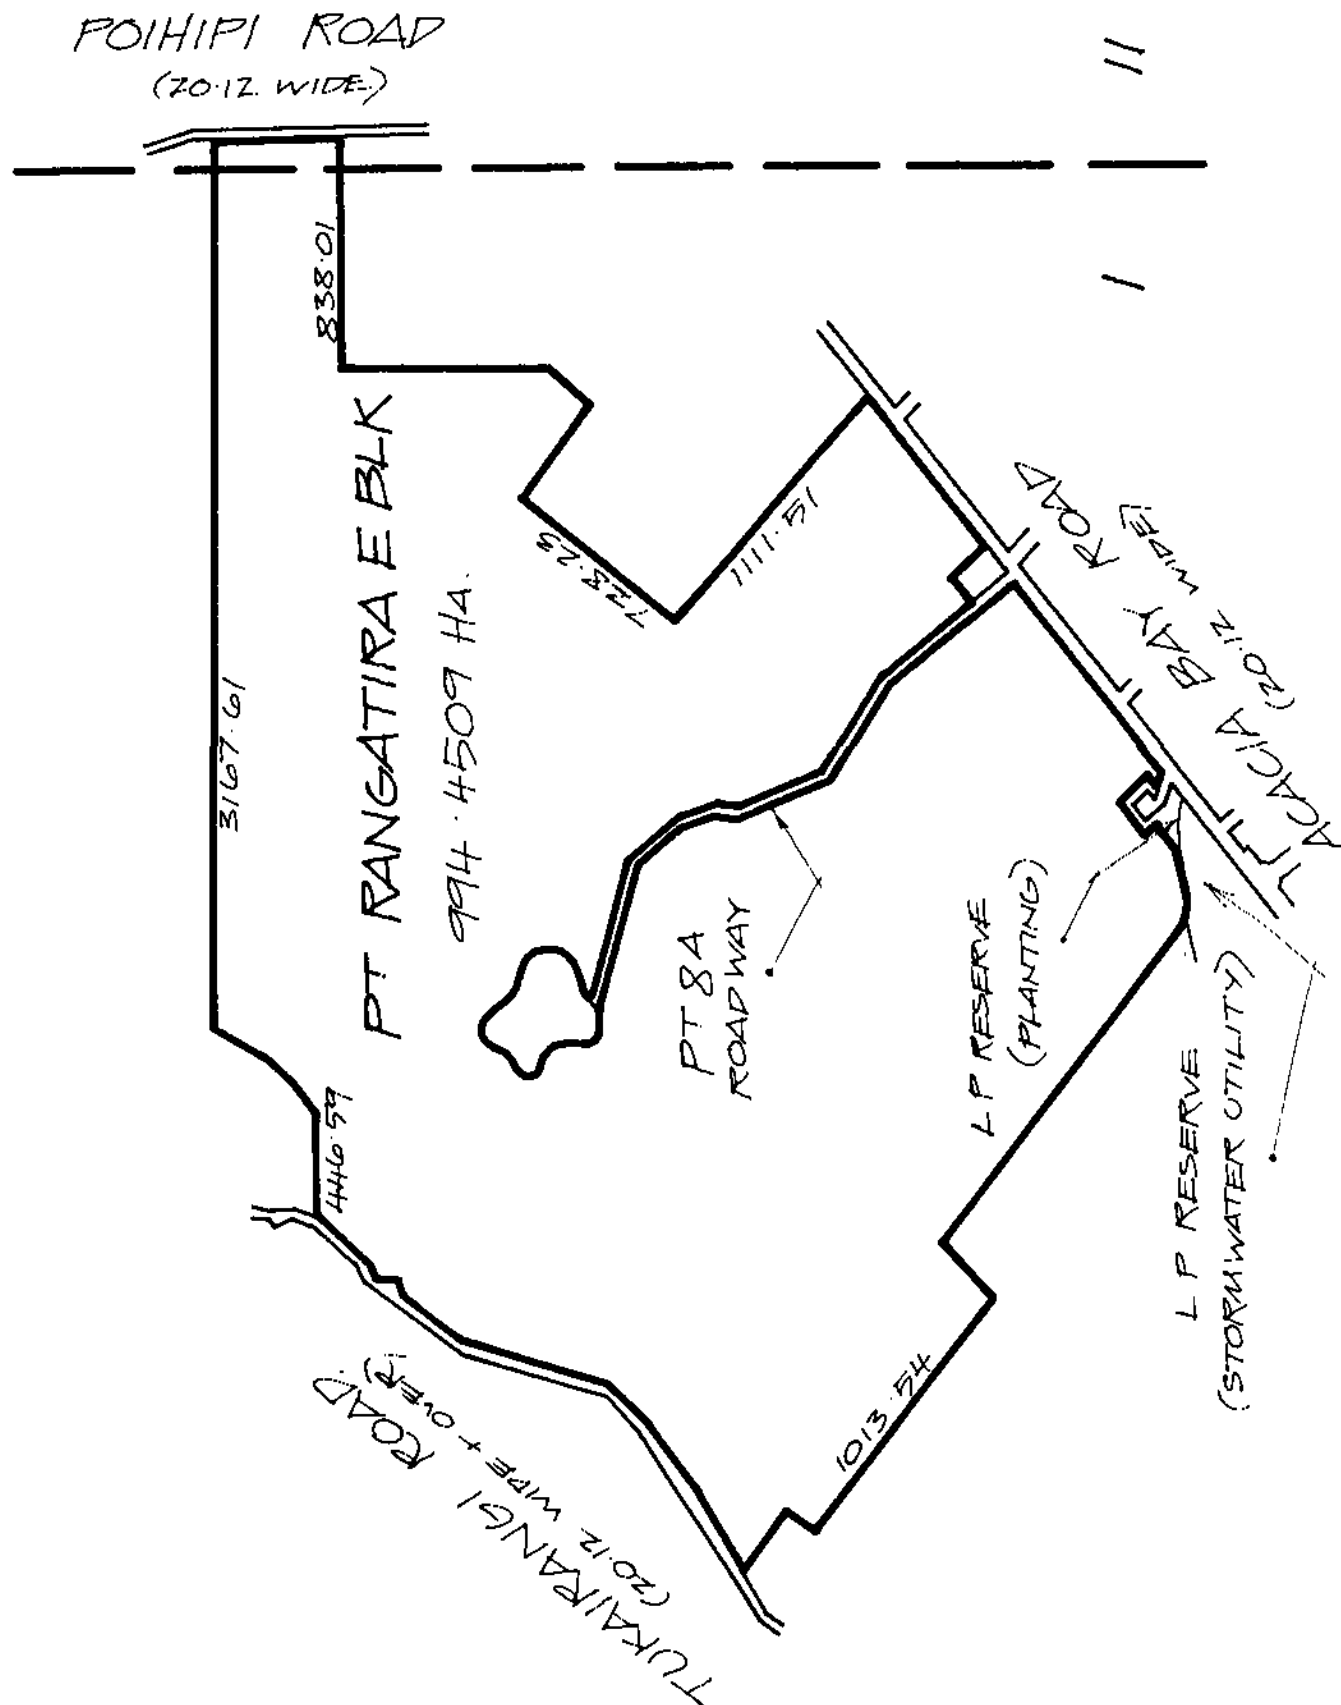 POIHIPI ROAD
(20.12 WIDE.)
II
I
838.01
3167.61
PT RANGATIRA E BLK
994.4509 HA.
728.23
1111.51
ACACIA BAY ROAD
(20.12 WIDE)
PT 8A
ROADWAY
L P RESERVE
(PLANTING)
L P RESERVE
(STORMWATER UTILITY)
446.59
1013.54
TUKAIRANGI ROAD.
(20.12 WIDE & OVER)